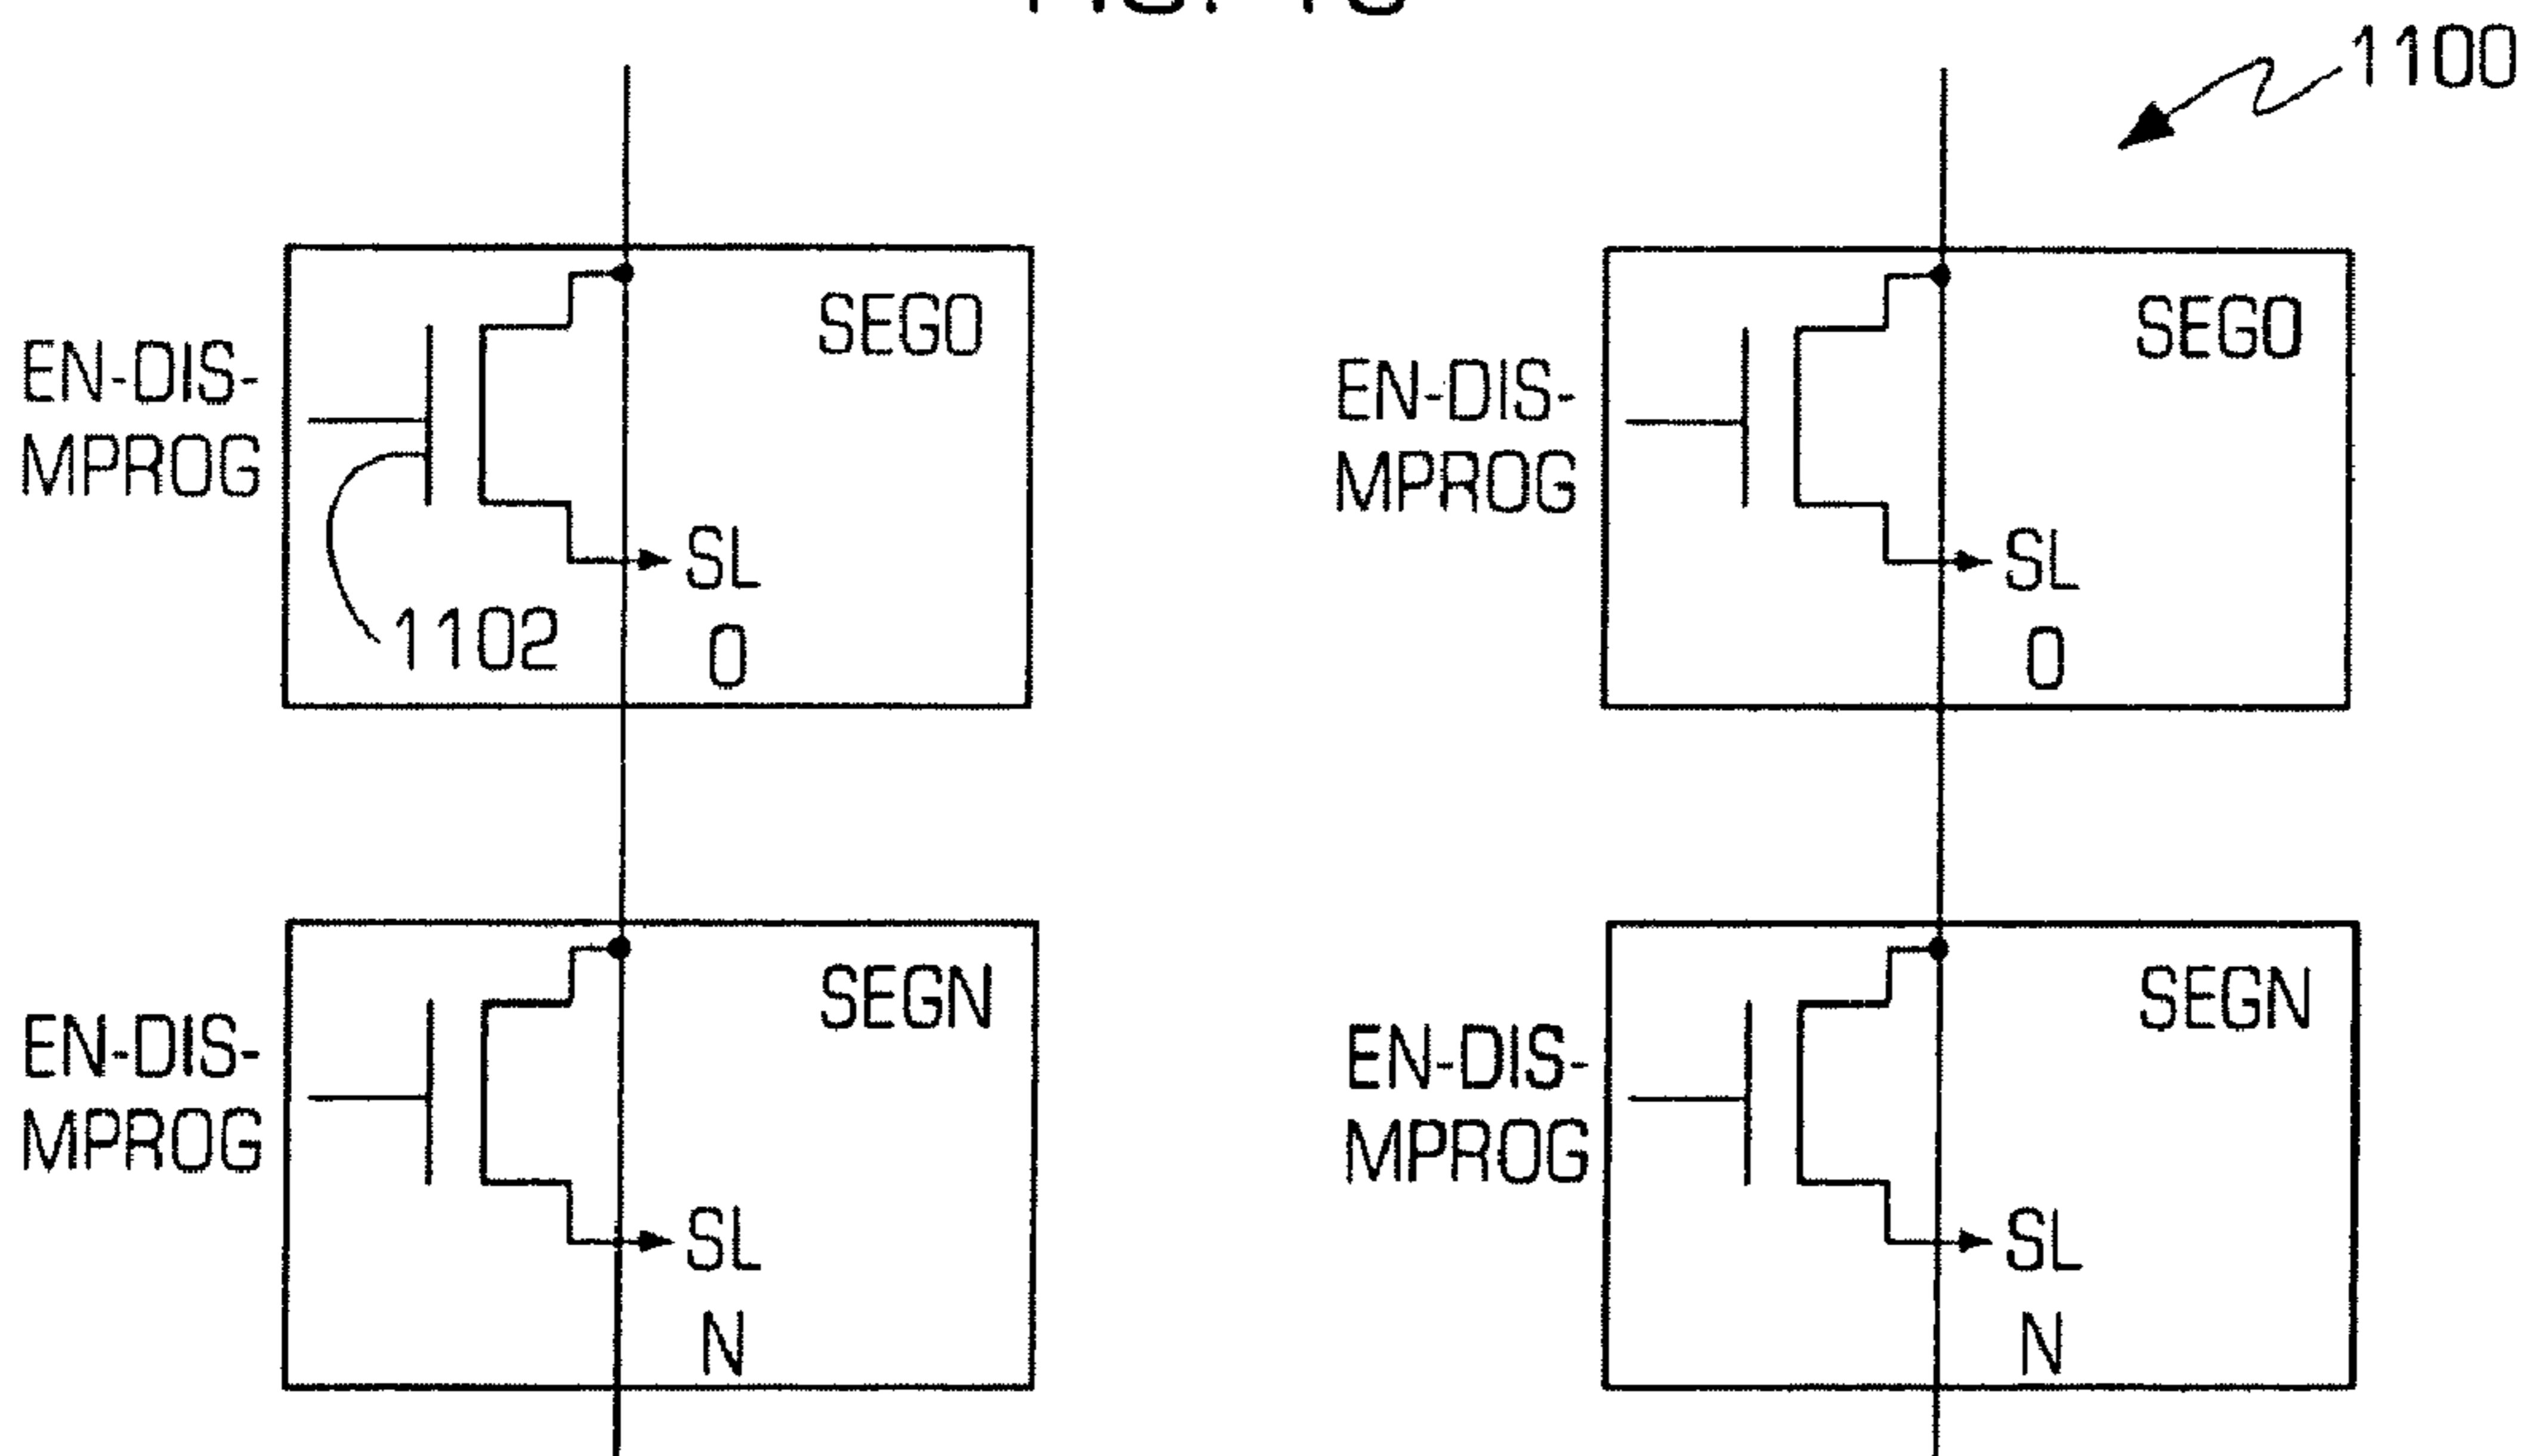 1100
EN-DIS-
MPROG
SEG0
SL
0
1102
EN-DIS-
MPROG
SEG0
SL
0
EN-DIS-
MPROG
SEGN
SL
N
EN-DIS-
MPROG
SEGN
SL
N